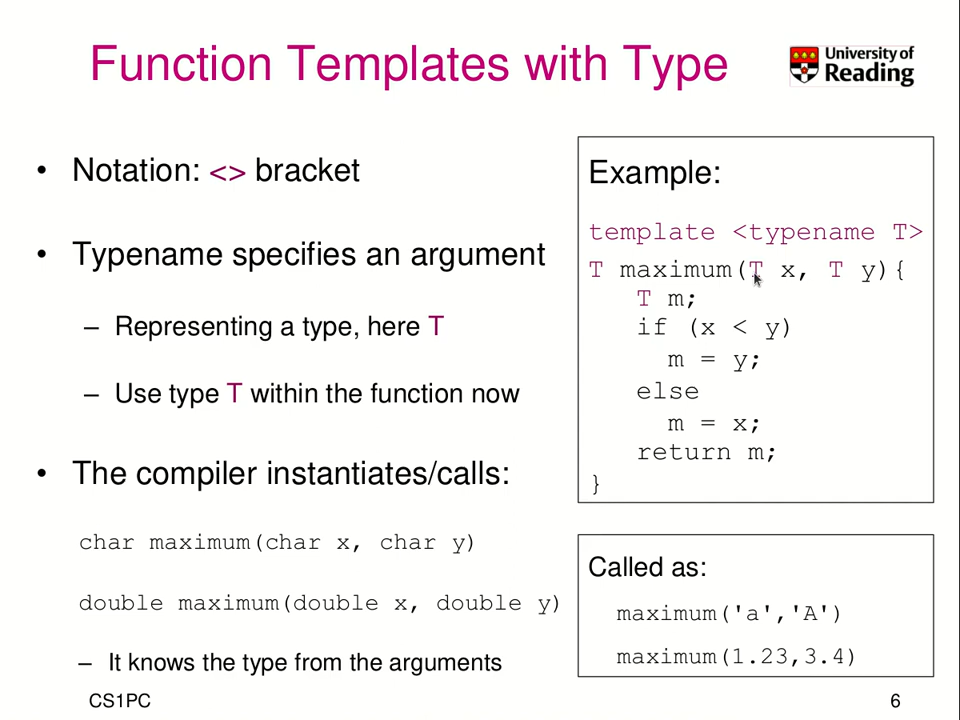 Function Templates with Type
University of
Reading
• Notation: <> bracket
• Typename specifies an argument
– Representing a type, here T
– Use type T within the function now
• The compiler instantiates/calls:
char maximum(char x, char y)
double maximum(double x, double y)
– It knows the type from the arguments
Example:
template <typename T>
T maximum(T x, T y){
   T m;
   if (x < y)
     m = y;
   else
     m = x;
   return m;
}
Called as:
maximum('a','A')
maximum(1.23,3.4)
CS1PC
6